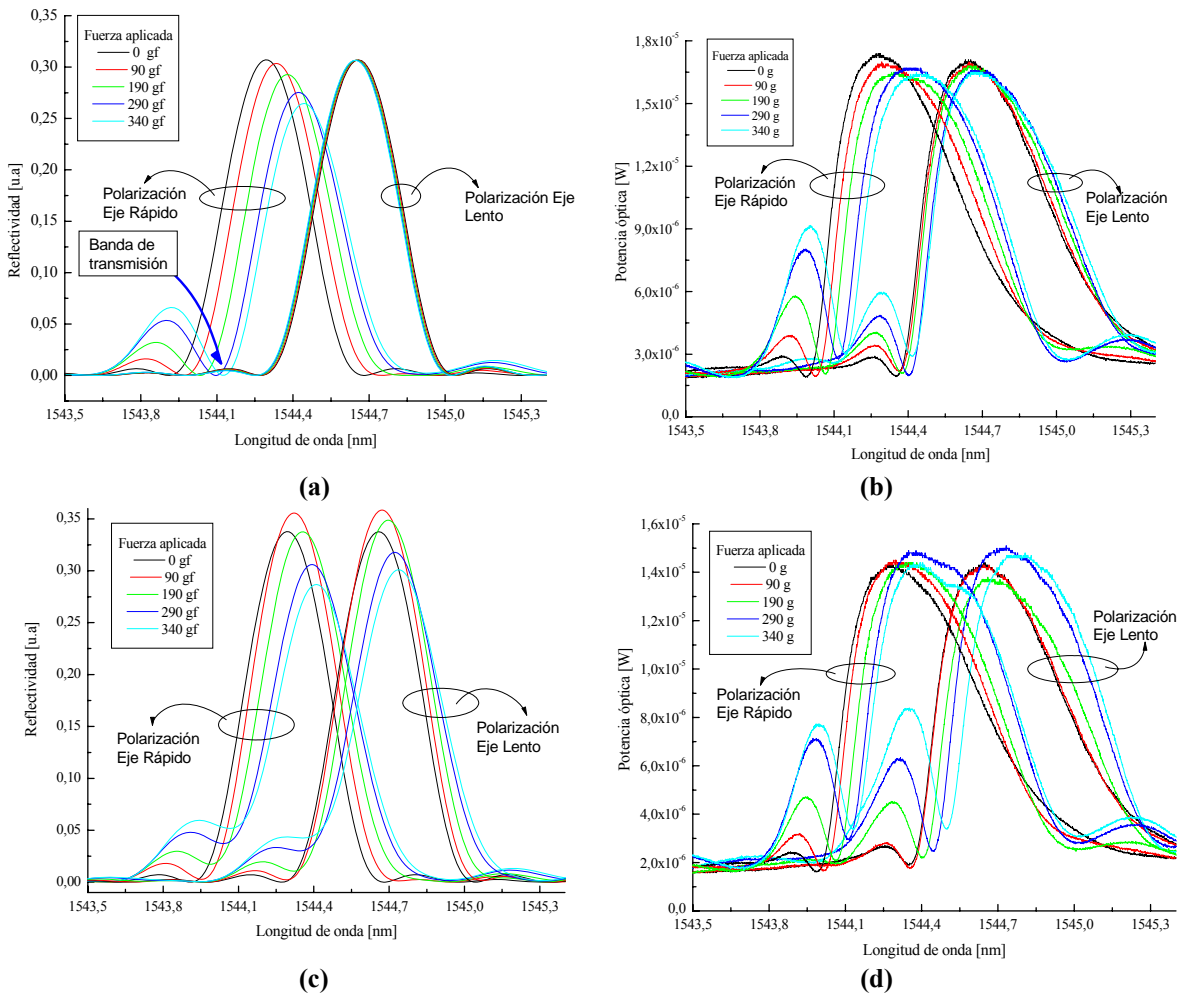 0,35
0,30
0,25
0,20
0,15
0,10
0,05
0,00
Reflectividad [u.a]
Fuerza aplicada
0 gf
90 gf
190 gf
290 gf
340 gf
Polarización
Eje Rápido
Polarización Eje
Lento
Banda de
transmisión
1543,5 1543,8 1544,1 1544,4 1544,7 1545,0 1545,3
Longitud de onda [nm]
(a)
1,8x10-5
1,5x10-5
1,2x10-5
9,0x10-6
6,0x10-6
3,0x10-6
0,0
Potencia óptica [W]
Fuerza aplicada
0 g
90 g
190 g
290 g
340 g
Polarización
Eje Rápido
Polarización
Eje Lento
1543,5 1543,8 1544,1 1544,4 1544,7 1545,0 1545,3
Longitud de onda [nm]
(b)
0,35
0,30
0,25
0,20
0,15
0,10
0,05
0,00
Reflectividad [u.a]
Fuerza aplicada
0 gf
90 gf
190 gf
290 gf
340 gf
Polarización
Eje Rápido
Polarización
Eje Lento
1543,5 1543,8 1544,1 1544,4 1544,7 1545,0 1545,3
Longitud de onda [nm]
(c)
1,6x10-5
1,4x10-5
1,2x10-5
1,0x10-5
8,0x10-6
6,0x10-6
4,0x10-6
2,0x10-6
0,0
Potencia óptica [W]
Fuerza aplicada
0 g
90 g
190 g
290 g
340 g
Polarización
Eje Rápido
Polarización
Eje Lento
1543,5 1543,8 1544,1 1544,4 1544,7 1545,0 1545,3
Longitud de onda [nm]
(d)